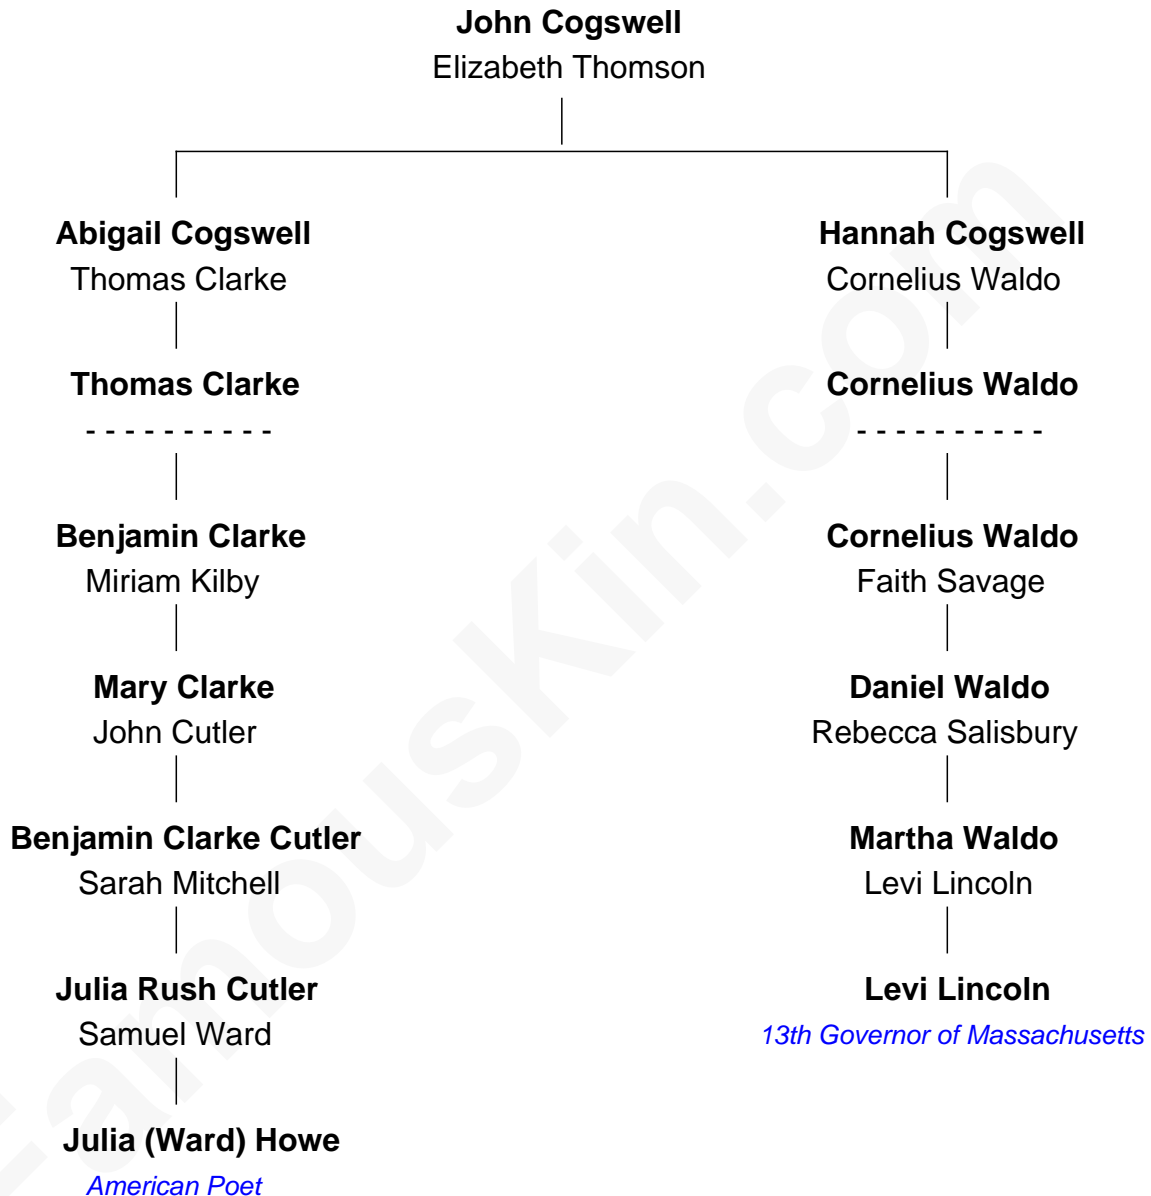 John Cogswell
Elizabeth Thomson
Abigail Cogswell
Thomas Clarke
Thomas Clarke
- - - - - - - - - -
Benjamin Clarke
Miriam Kilby
Mary Clarke
John Cutler
Benjamin Clarke Cutler
Sarah Mitchell
Julia Rush Cutler
Samuel Ward
Julia (Ward) Howe
American Poet
Hannah Cogswell
Cornelius Waldo
Cornelius Waldo
- - - - - - - - - -
Cornelius Waldo
Faith Savage
Daniel Waldo
Rebecca Salisbury
Martha Waldo
Levi Lincoln
Levi Lincoln
13th Governor of Massachusetts
FamousKin.com